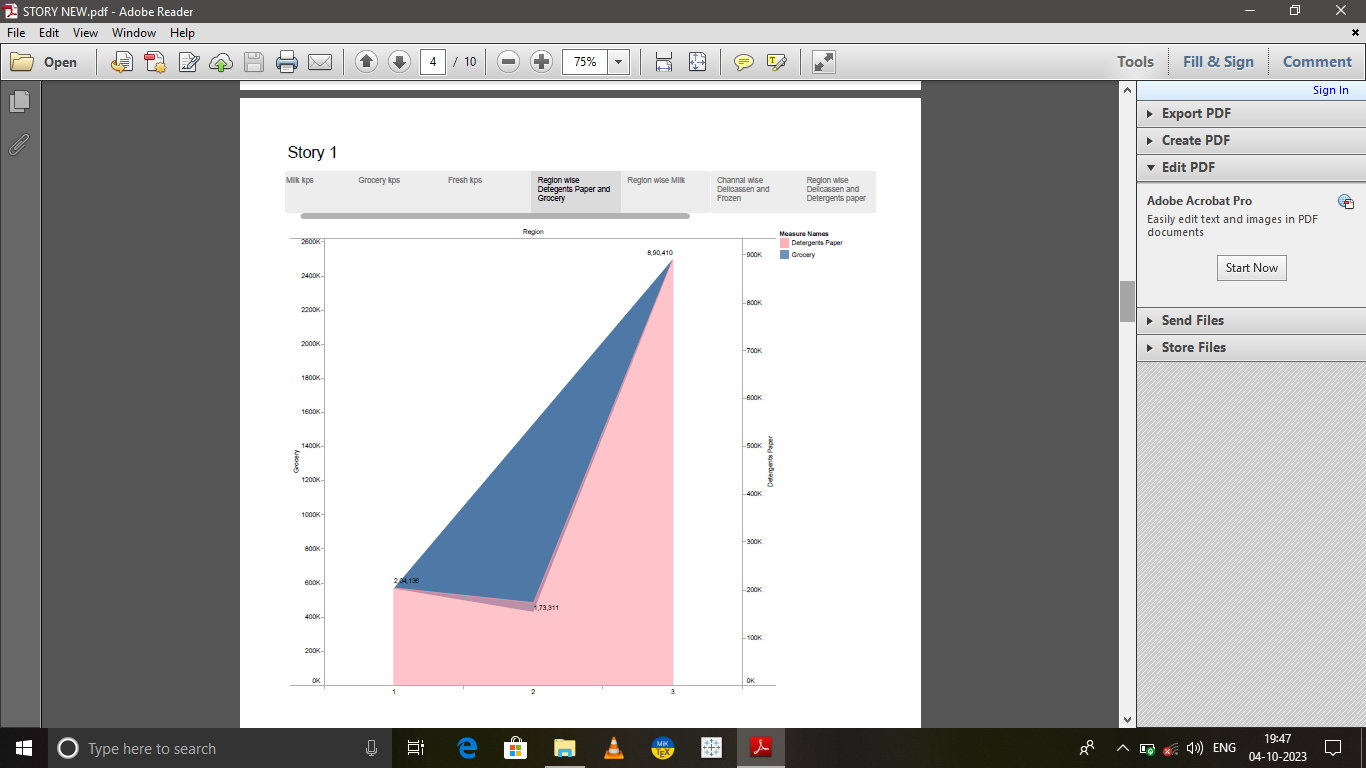 STORY NEW.pdf - Adobe Reader
File Edit View Window Help
Open 4 / 10 75% Tools Fill & Sign Comment
Sign In
Export PDF
Create PDF
Edit PDF
Adobe Acrobat Pro
Easily edit text and images in PDF
documents
Start Now
Send Files
Store Files
Story 1
Milk kps
Grocery kps
Fresh kps
Region wise
Detegents Paper and
Grocery
Region wise Milk
Channal wise
Delicassen and
Frozen
Region wise
Delicassen and
Detergents paper
Region
Measure Names
Detergents Paper
Grocery
2600K
2400K
2200K
2000K
1800K
1600K
1400K
1200K
1000K
800K
600K
400K
200K
0K
Grocery
8,90,410
2,04,136
1,73,311
900K
800K
700K
600K
500K
400K
300K
200K
100K
0K
Detergents Paper
1 2 3
Type here to search
MiK
TEX
ENG
19:47
04-10-2023